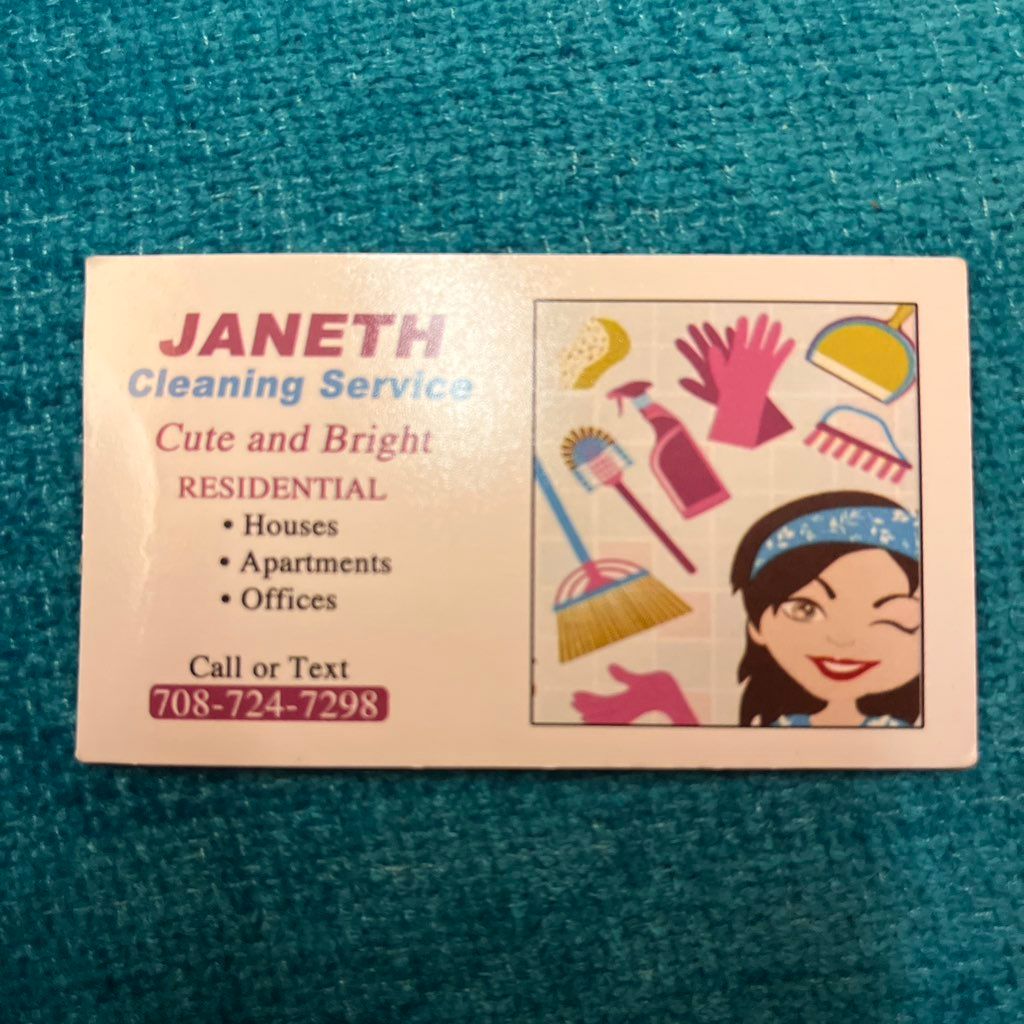 JANETH
Cleaning Service
Cute and Bright
RESIDENTIAL
• Houses
• Apartments
• Offices
Call or Text
708-724-7298